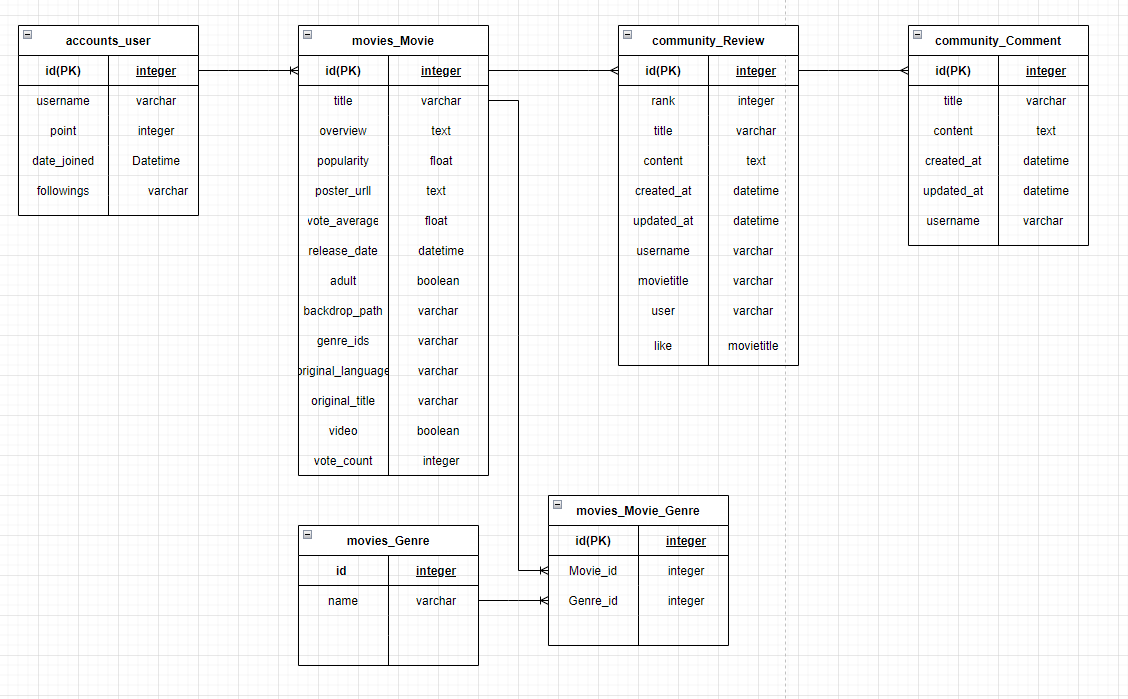 accounts_user
id(PK) integer
username varchar
point integer
date_joined Datetime
followings varchar
movies_Movie
id(PK) integer
title varchar
overview text
popularity float
poster_urll text
vote_average float
release_date datetime
adult boolean
backdrop_path varchar
genre_ids varchar
original_language varchar
original_title varchar
video boolean
vote_count integer
community_Review
id(PK) integer
rank integer
title varchar
content text
created_at datetime
updated_at datetime
username varchar
movietitle varchar
user varchar
like movietitle
community_Comment
id(PK) integer
title varchar
content text
created_at datetime
updated_at datetime
username varchar
movies_Genre
id integer
name varchar
movies_Movie_Genre
id(PK) integer
Movie_id integer
Genre_id integer